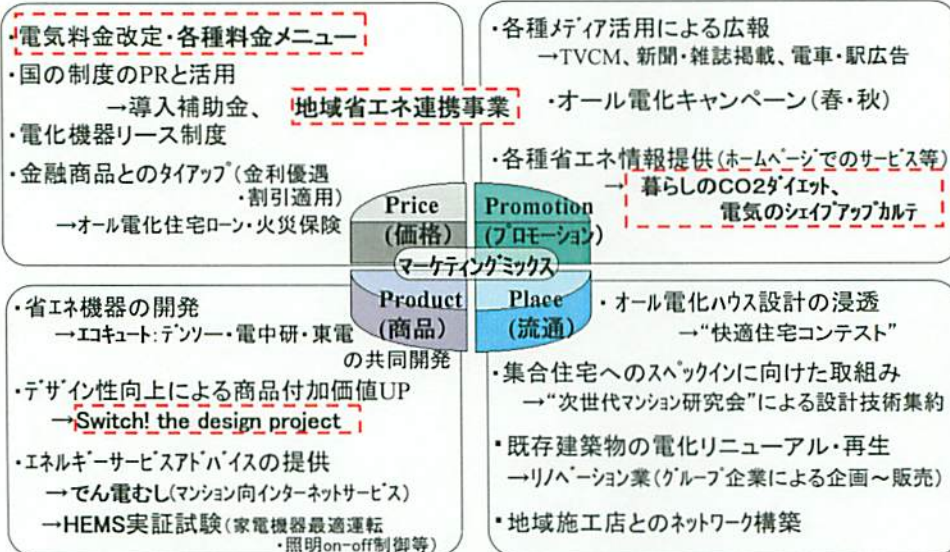 ・電気料金改定・各種料金メニュー
・国の制度のPRと活用
→導入補助金、 地域省エネ連携事業
・電化機器リース制度
・金融商品とのタイアップ(金利優遇
・割引適用)
→オール電化住宅ローン・火災保険
・各種メディア活用による広報
→TVCM、新聞・雑誌掲載、電車・駅広告
・オール電化キャンペーン(春・秋)
・各種省エネ情報提供(ホームページでのサービス等)
→ 暮らしのCO2ダイエット、
電気のシェイプアップカルテ
Price
(価格)
Promotion
(プロモーション)
マーケティングミックス
Product
(商品)
Place
(流通)
・省エネ機器の開発
→エコキュート:デンソー・電中研・東電
の共同開発
・デザイン性向上による商品付加価値UP
→Switch! the design project
・エネルギーサービスアドバイスの提供
→でん電むし(マンション向インターネットサービス)
→HEMS実証試験(家電機器最適運転
・照明on-off制御等)
・オール電化ハウス設計の浸透
→“快適住宅コンテスト”
・集合住宅へのスペックインに向けた取組み
→“次世代マンション研究会”による設計技術集約
・既存建築物の電化リニューアル・再生
→リノベーション業(グループ企業による企画～販売)
・地域施工店とのネットワーク構築